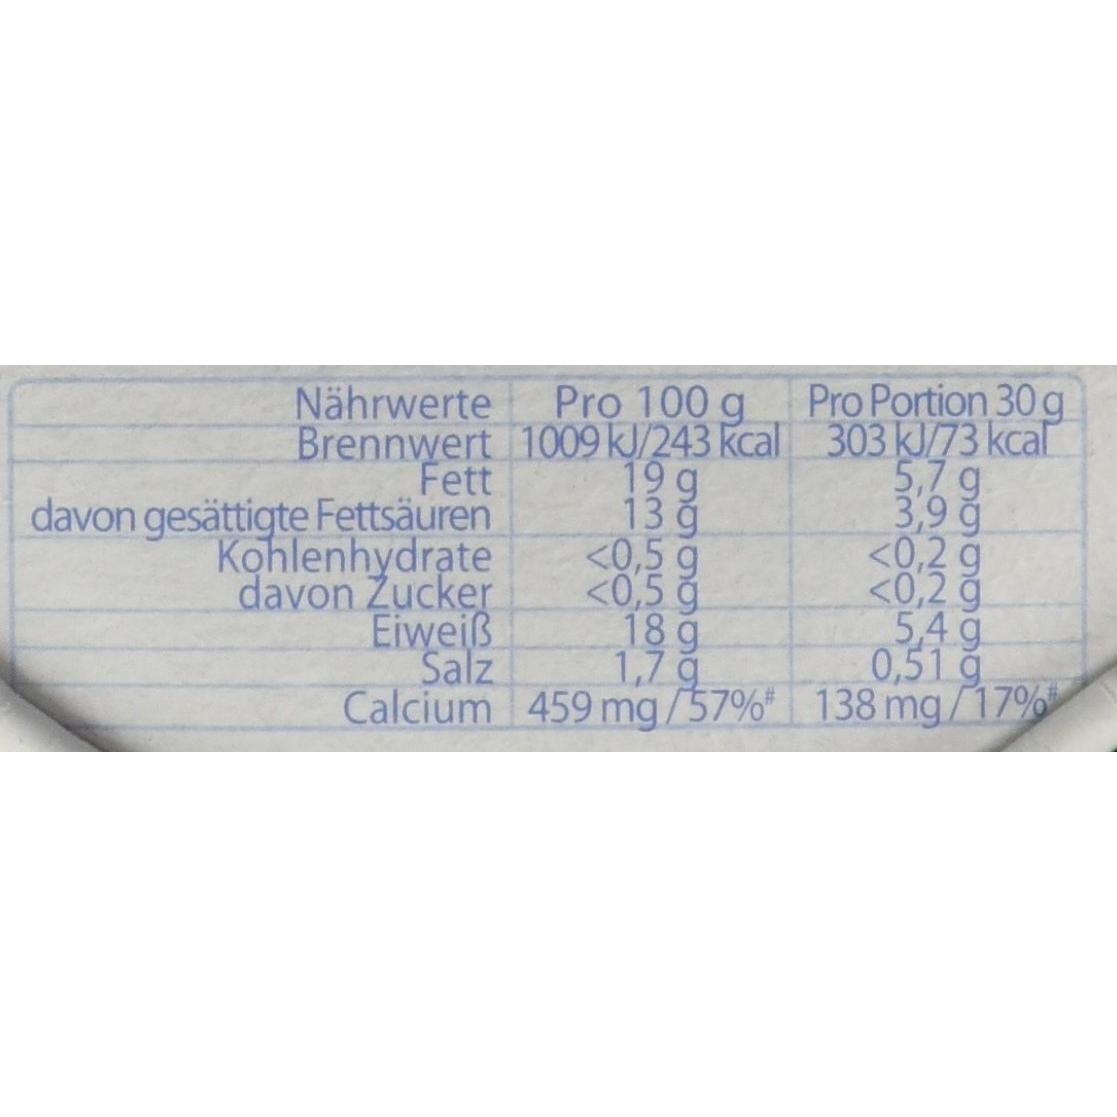 Nährwerte Pro 100 g Pro Portion 30 g
Brennwert 1009 kJ/243 kcal 303 kJ/73 kcal
Fett 19 g 5,7 g
davon gesättigte Fettsäuren 13 g 3,9 g
Kohlenhydrate <0,5 g <0,2 g
davon Zucker <0,5 g <0,2 g
Eiweiß 18 g 5,4 g
Salz 1,7 g 0,51 g
Calcium 459 mg/57%# 138 mg/17%#